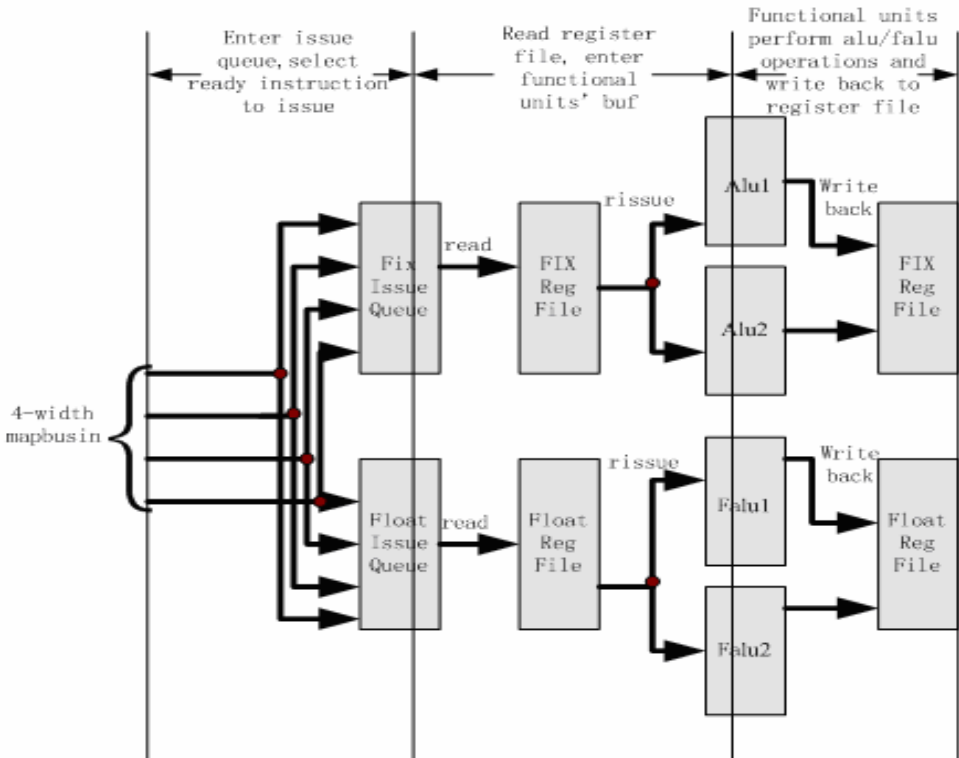 Enter issue
queue, select
ready instruction
to issue
Read register
file, enter
functional
units' buf
Functional units
perform alu/falu
operations and
write back to
register file
Alu1
Write
back
rissue
read
Fix
Issue
Queue
FIX
Reg
File
Alu2
FIX
Reg
File
4-width
mapbusin
rissue
Write
back
read
Float
Issue
Queue
Float
Reg
File
Falu1
Float
Reg
File
Falu2